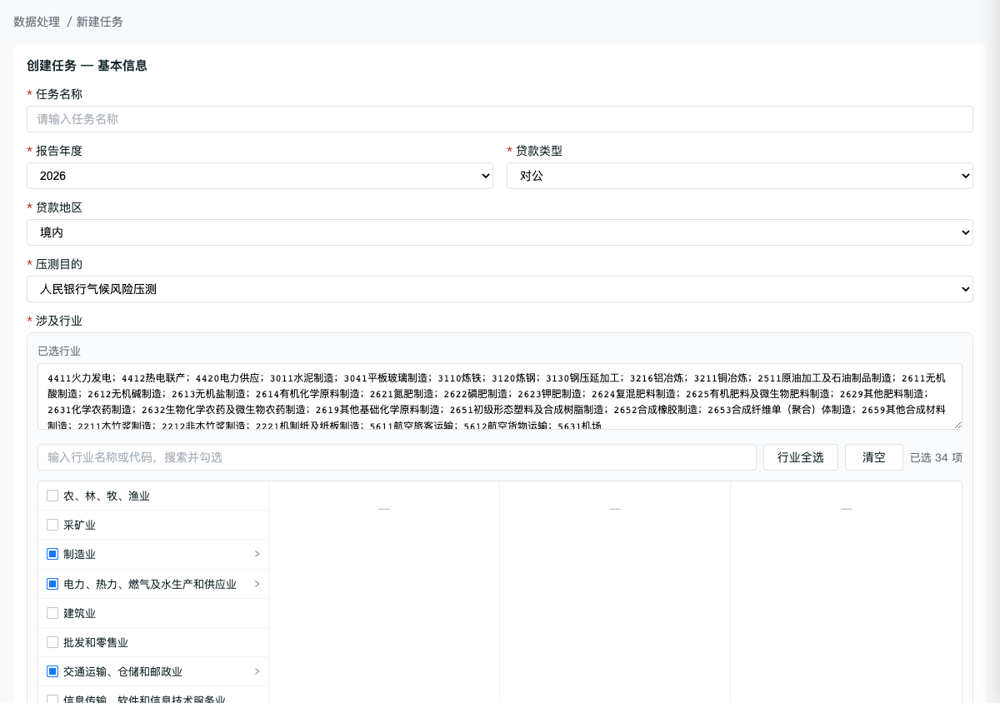 数据处理 / 新建任务
创建任务 — 基本信息
* 任务名称
请输入任务名称
* 报告年度
* 贷款类型
2026
对公
* 贷款地区
境内
* 压测目的
人民银行气候风险压测
* 涉及行业
已选行业
4411火力发电；4412热电联产；4420电力供应；3011水泥制造；3041平板玻璃制造；3110炼铁；3120炼钢；3130钢压延加工；3216铝冶炼；3211铜冶炼；2511原油加工及石油制品制造；2611无机
酸制造；2612无机碱制造；2613无机盐制造；2614有机化学原料制造；2621氮肥制造；2622磷肥制造；2623钾肥制造；2624复混肥料制造；2625有机肥料及微生物肥料制造；2629其他肥料制造；
2631化学农药制造；2632生物化学农药及微生物农药制造；2619其他基础化学原料制造；2651初级形态塑料及合成树脂制造；2652合成橡胶制造；2653合成纤维单（聚合）体制造；2659其他合成材料
制造；2211木竹浆制造；2212非木竹浆制造；2221机制纸及纸板制造；5611航空旅客运输；5612航空货物运输；5631机场
输入行业名称或代码，搜索并勾选
行业全选
清空
已选 34 项
农、林、牧、渔业
采矿业
制造业
电力、热力、燃气及水生产和供应业
建筑业
批发和零售业
交通运输、仓储和邮政业
信息传输、软件和信息技术服务业
—
—
—